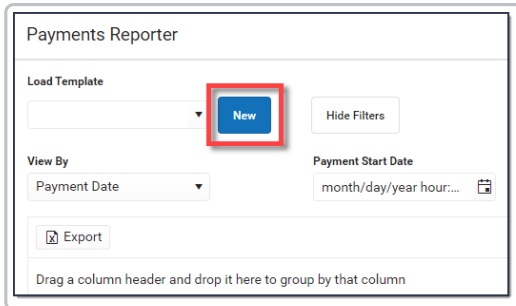 Payments Reporter
Load Template
New
Hide Filters
View By
Payment Start Date
Payment Date
month/day/year hour:...
Export
Drag a column header and drop it here to group by that column